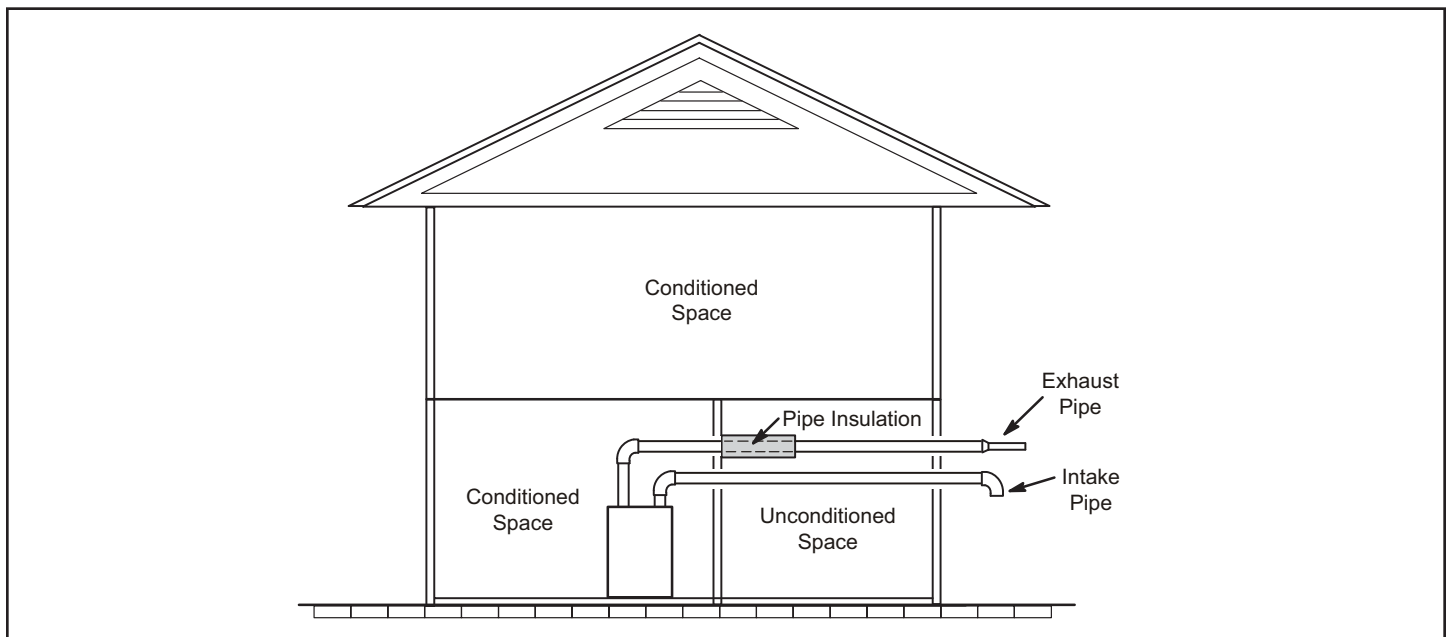 Conditioned
Space
Exhaust
Pipe
Pipe Insulation
Intake
Pipe
Conditioned
Space
Unconditioned
Space